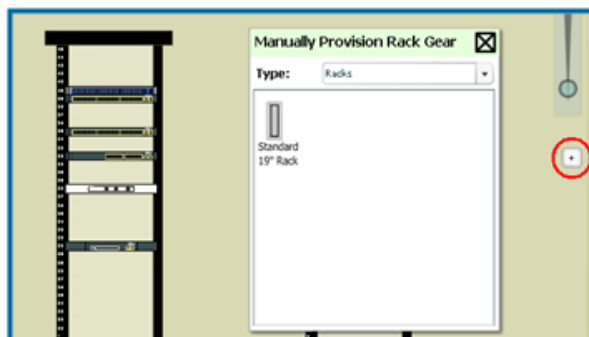 Manually Provision Rack Gear
Type:
Racks
Standard
19" Rack
+